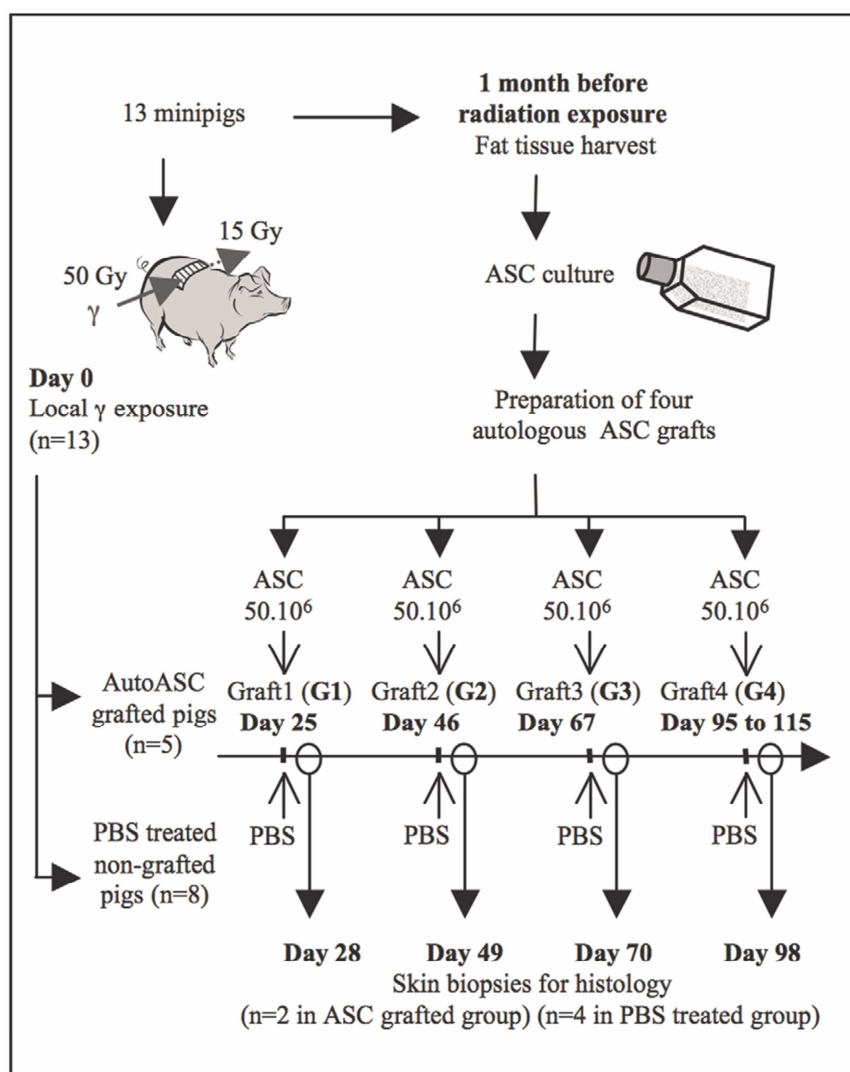 13 minipigs
1 month before
radiation exposure
Fat tissue harvest
15 Gy
50 Gy
γ
ASC culture
Day 0
Local γ exposure
(n=13)
Preparation of four
autologous ASC grafts
ASC ASC ASC ASC
50.10⁶ 50.10⁶ 50.10⁶ 50.10⁶
AutoASC
grafted pigs
(n=5)
Graft1 (G1) Graft2 (G2) Graft3 (G3) Graft4 (G4)
Day 25 Day 46 Day 67 Day 95 to 115
PBS treated
non-grafted
pigs (n=8)
PBS PBS PBS PBS
Day 28 Day 49 Day 70 Day 98
Skin biopsies for histology
(n=2 in ASC grafted group) (n=4 in PBS treated group)